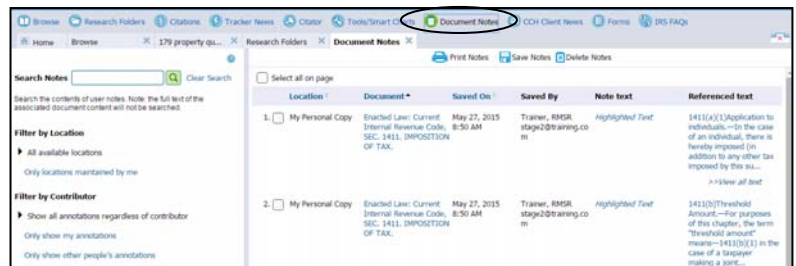 Browse Research Folders Citations Tracker News Citator Tools/Smart Charts Document Notes CCH Client News Forms IRS FAQs
Home Browse 179 property qu... Research Folders Document Notes
Print Notes Save Notes Delete Notes
Search Notes Clear Search
Search the contents of user notes. Note: the full text of the
associated document content will not be searched.
Filter by Location
All available locations
Only locations maintained by me
Filter by Contributor
Show all annotations regardless of contributor
Only show my annotations
Only show other people's annotations
Select all on page
Location Document Saved On Saved By Note text Referenced text
1. My Personal Copy Enacted Law: Current May 27, 2015 Trainer, RMSR Highlighted Text 1411(a)(1)Application to
Internal Revenue Code, 8:50 AM stage2@training.co individuals.—In the case
SEC. 1411. IMPOSITION m of an individual, there is
OF TAX. hereby imposed (in
addition to any other tax
imposed by this su...
>>View all text
2. My Personal Copy Enacted Law: Current May 27, 2015 Trainer, RMSR Highlighted Text 1411(b)Threshold
Internal Revenue Code, 8:50 AM stage2@training.co Amount.—For purposes
SEC. 1411. IMPOSITION m of this chapter, the term
OF TAX. "threshold amount"
means—1411(b)(1) in the
case of a taxpayer
making a joint...